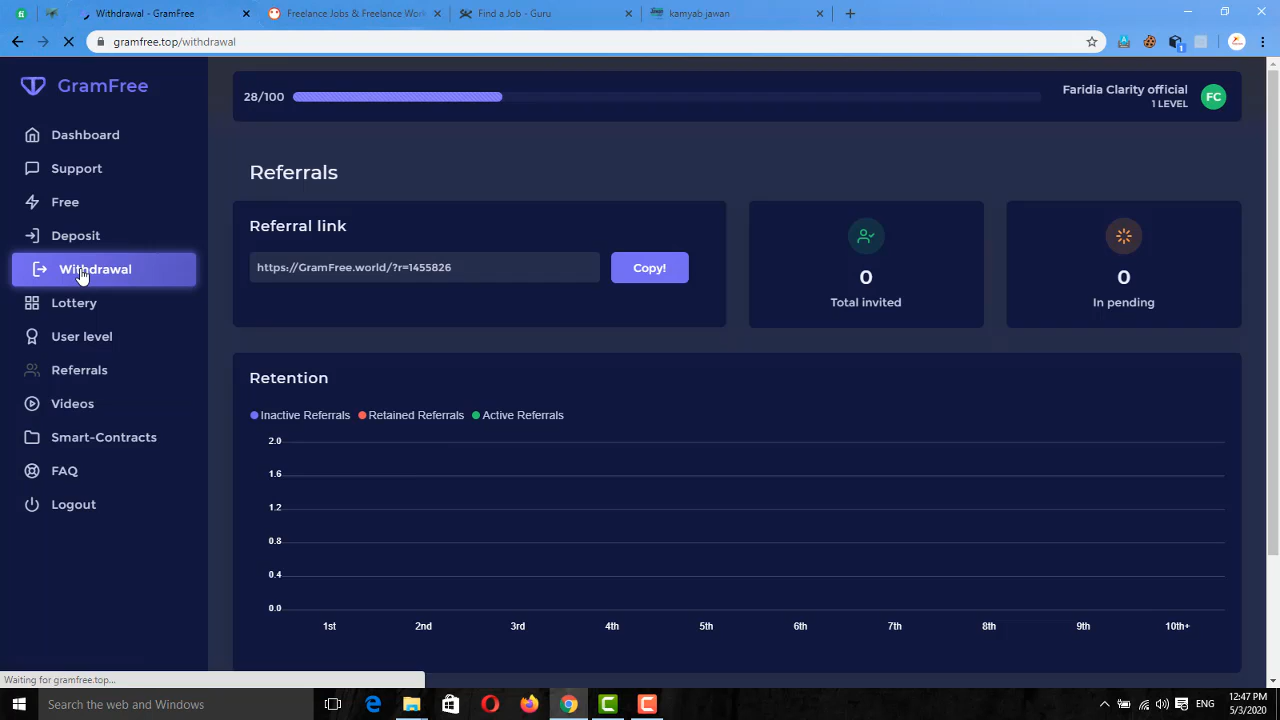 Withdrawal - GramFree
Freelance Jobs & Freelance Work
Find a Job - Guru
kamyab-jawan
gramfree.top/withdrawal
GramFree
28/100
Faridia Clarity official
1 LEVEL
FC
Dashboard
Support
Free
Deposit
Withdrawal
Lottery
User level
Referrals
Videos
Smart-Contracts
FAQ
Logout
Referrals
Referral link
https://GramFree.world/?r=1455826
Copy!
0
Total invited
0
In pending
Retention
Inactive Referrals Retained Referrals Active Referrals
2.0
1.6
1.2
0.8
0.4
0.0
1st 2nd 3rd 4th 5th 6th 7th 8th 9th 10th+
Waiting for gramfree.top...
Search the web and Windows
ENG
12:47 PM
5/3/2020